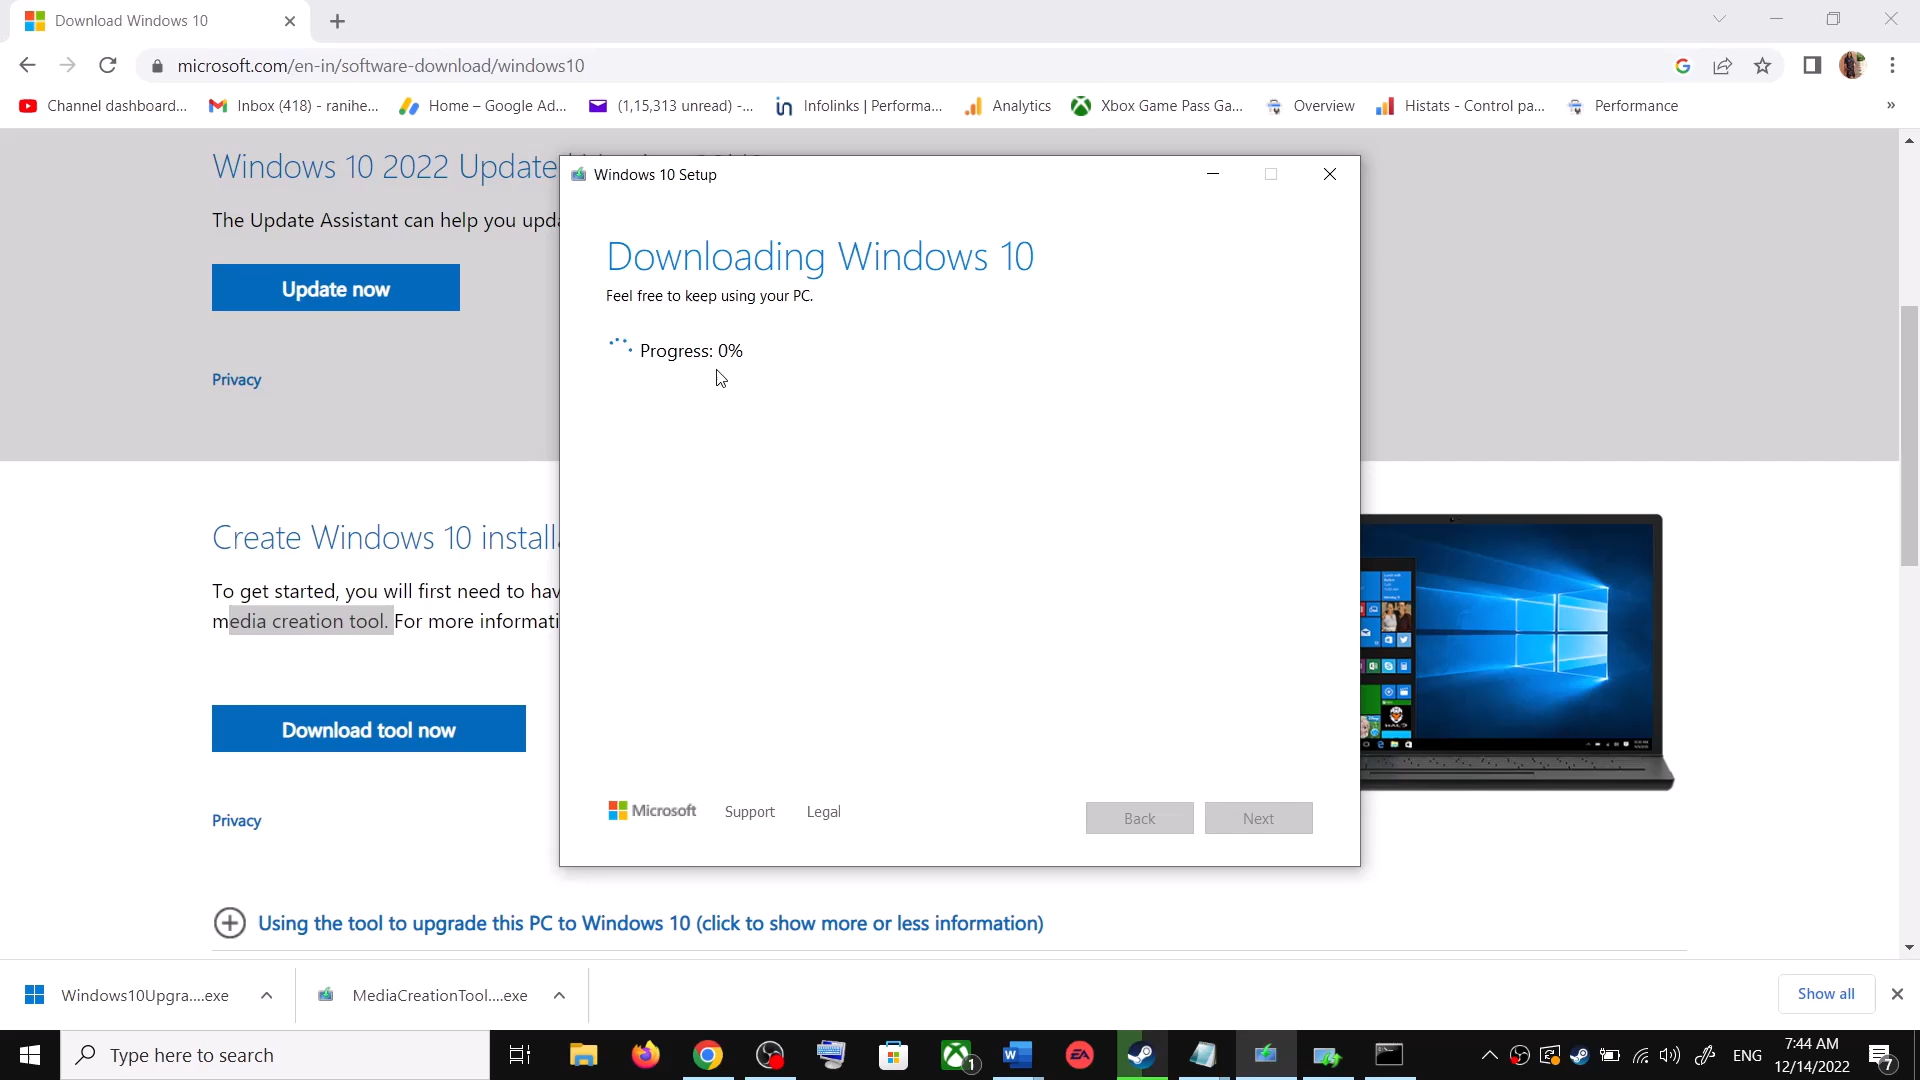 Download Windows 10
microsoft.com/en-in/software-download/windows10
Channel dashboard...
Inbox (418) - ranihe...
Home – Google Ad...
(1,15,313 unread) -...
Infolinks | Performa...
Analytics
Xbox Game Pass Ga...
Overview
Histats - Control pa...
Performance
»
Windows 10 2022 Update
The Update Assistant can help you upda
Update now
Privacy
Windows 10 Setup
Downloading Windows 10
Feel free to keep using your PC.
Progress: 0%
Microsoft
Support
Legal
Back
Next
Create Windows 10 installa
To get started, you will first need to hav
media creation tool. For more informati
Download tool now
Privacy
Using the tool to upgrade this PC to Windows 10 (click to show more or less information)
Windows10Upgra....exe
MediaCreationTool....exe
Show all
Type here to search
1
ENG
7:44 AM
12/14/2022
7